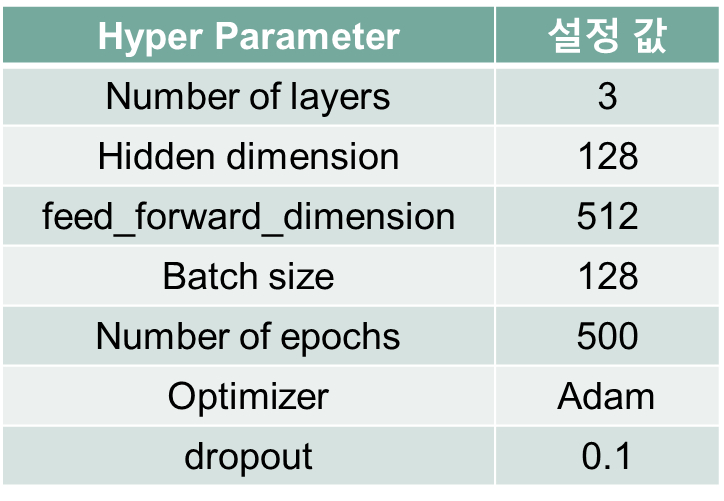 Hyper Parameter 설정 값
Number of layers 3
Hidden dimension 128
feed_forward_dimension 512
Batch size 128
Number of epochs 500
Optimizer Adam
dropout 0.1